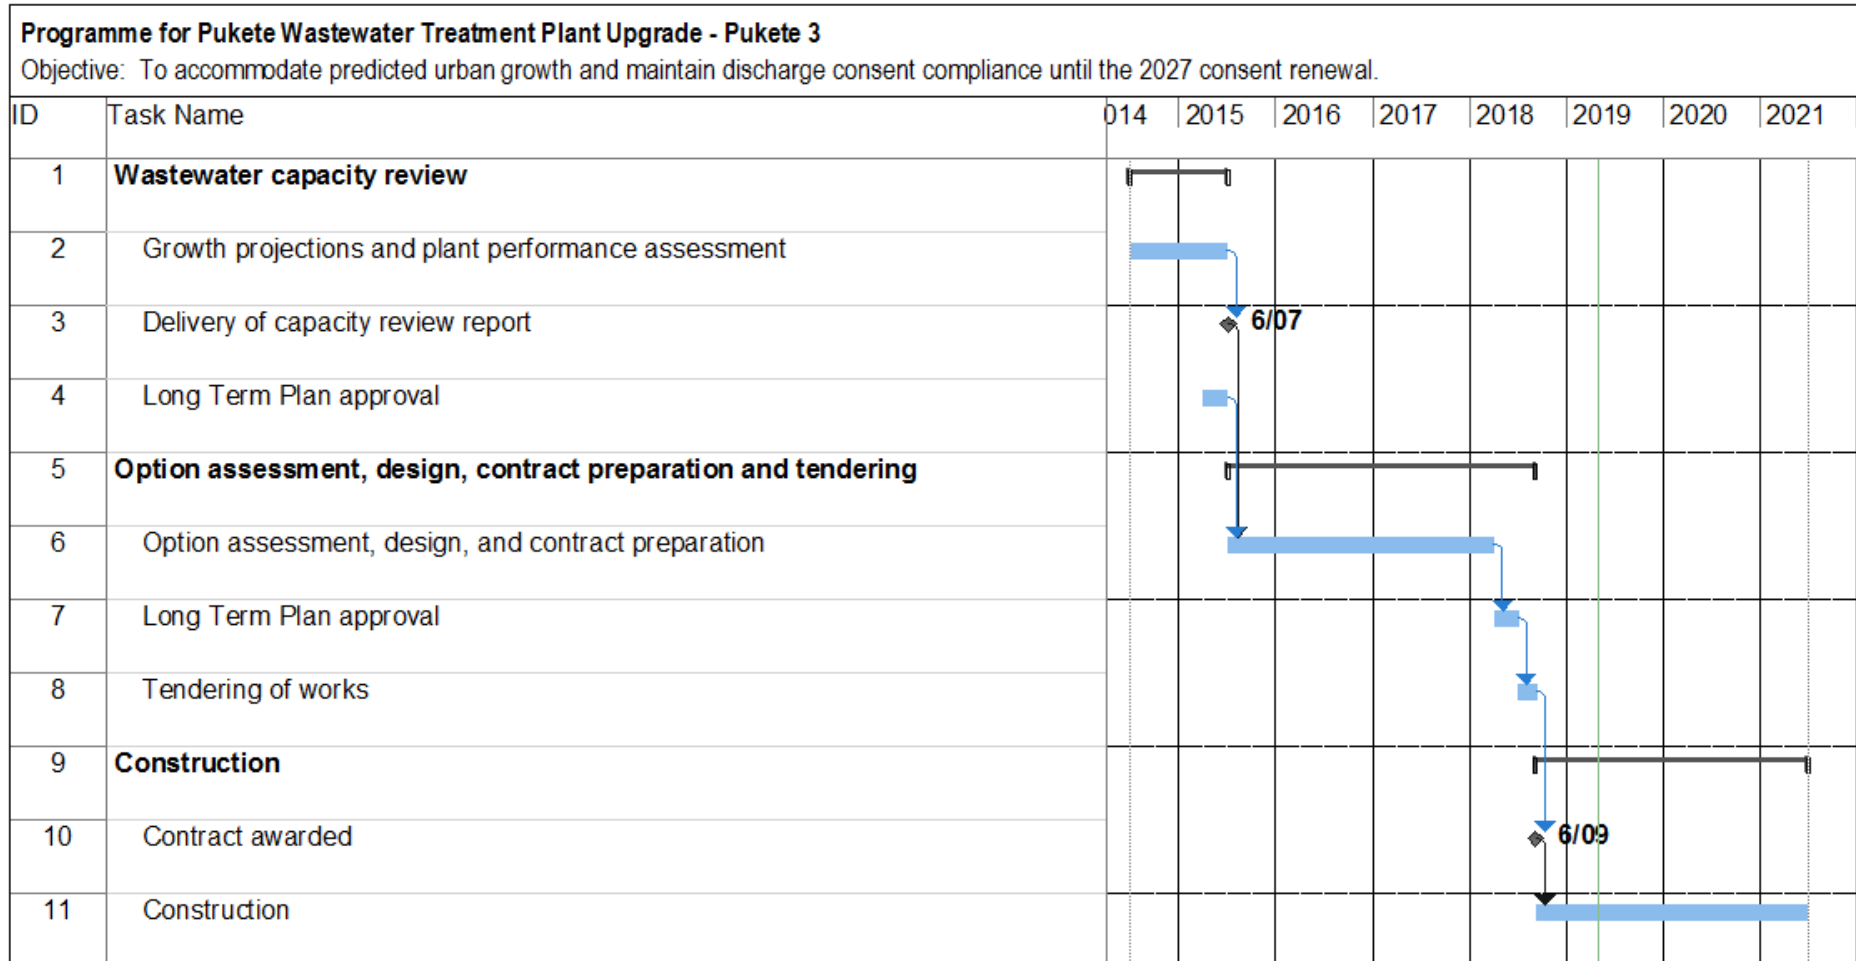 Programme for Pukete Wastewater Treatment Plant Upgrade - Pukete 3
Objective: To accommodate predicted urban growth and maintain discharge consent compliance until the 2027 consent renewal.
ID Task Name 014 2015 2016 2017 2018 2019 2020 2021
1 Wastewater capacity review
2 Growth projections and plant performance assessment
3 Delivery of capacity review report 6/07
4 Long Term Plan approval
5 Option assessment, design, contract preparation and tendering
6 Option assessment, design, and contract preparation
7 Long Term Plan approval
8 Tendering of works
9 Construction
10 Contract awarded 6/09
11 Construction